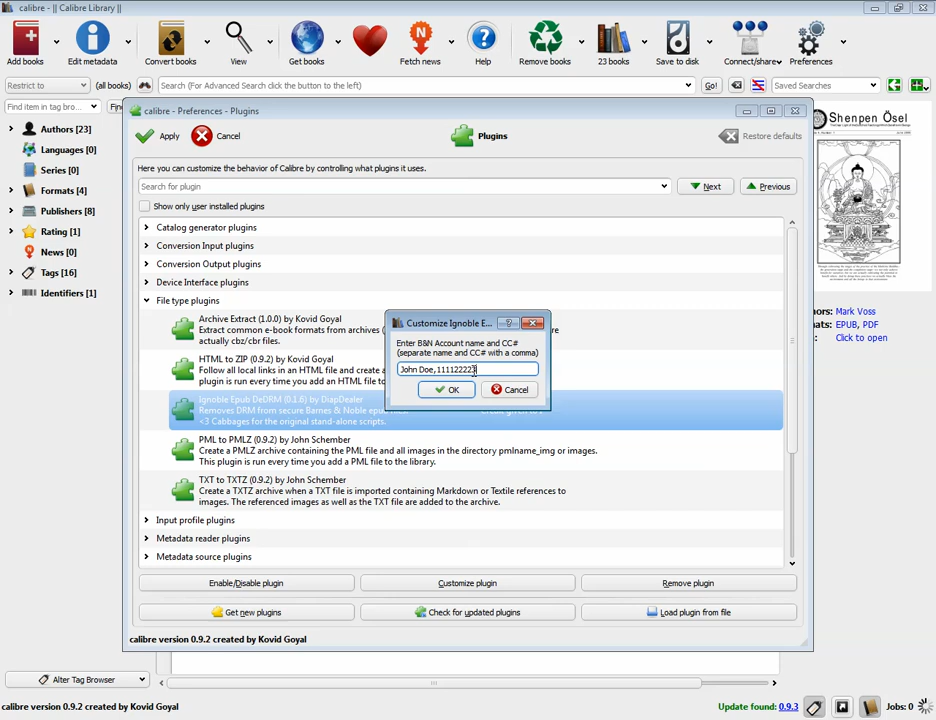 calibre - || Calibre Library ||
Add books
Edit metadata
Convert books
View
Get books
Fetch news
Help
Remove books
23 books
Save to disk
Connect/share
Preferences
Restrict to
(all books)
Search (For Advanced Search click the button to the left)
Go!
Saved Searches
Find item in tag brow...
Authors [23]
Languages [0]
Series [0]
Formats [4]
Publishers [8]
Rating [1]
News [0]
Tags [16]
Identifiers [1]
calibre - Preferences - Plugins
Apply
Cancel
Plugins
Restore defaults
Here you can customize the behavior of Calibre by controlling what plugins it uses.
Search for plugin
Next
Previous
Show only user installed plugins
Catalog generator plugins
Conversion Input plugins
Conversion Output plugins
Device Interface plugins
File type plugins
Archive Extract (1.0.0) by Kovid Goyal
Extract common e-book formats from archives
actually cbz/cbr files.
HTML to ZIP (0.9.2) by Kovid Goyal
Follow all local links in an HTML file and create a
plugin is run every time you add an HTML file to
Ignoble Epub DeDRM (0.1.6) by DiapDealer
Removes DRM from secure Barnes & Noble epub
<3 Cabbages for the original stand-alone scripts.
PML to PMLZ (0.9.2) by John Schember
Create a PMLZ archive containing the PML file and all images in the directory pmlname_img or images.
This plugin is run every time you add a PML file to the library.
TXT to TXTZ (0.9.2) by John Schember
Create a TXTZ archive when a TXT file is imported containing Markdown or Textile references to
images. The referenced images as well as the TXT file are added to the archive.
Input profile plugins
Metadata reader plugins
Metadata source plugins
Enable/Disable plugin
Customize plugin
Remove plugin
Get new plugins
Check for updated plugins
Load plugin from file
calibre version 0.9.2 created by Kovid Goyal
Customize Ignoble E...
Enter B&N Account name and CC#
(separate name and CC# with a comma)
John Doe,111122223
OK
Cancel
Shenpen Ösel
hors: Mark Voss
nats: EPUB, PDF
Click to open
Alter Tag Browser
calibre version 0.9.2 created by Kovid Goyal
Update found: 0.9.3
Jobs: 0